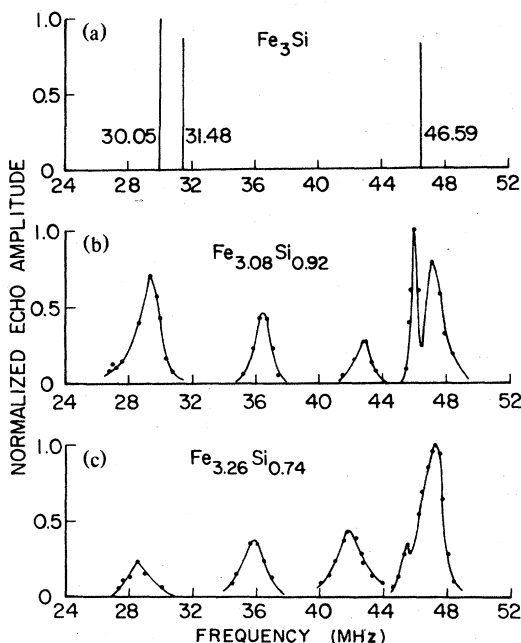 (a)
Fe3Si
1.0
0.5
0
30.05
31.48
46.59
24 28 32 36 40 44 48 52
NORMALIZED ECHO AMPLITUDE
(b)
Fe3.08Si0.92
1.0
0.5
0
24 28 32 36 40 44 48 52
(c)
Fe3.26Si0.74
1.0
0.5
0
24 28 32 36 40 44 48 52
FREQUENCY (MHz)